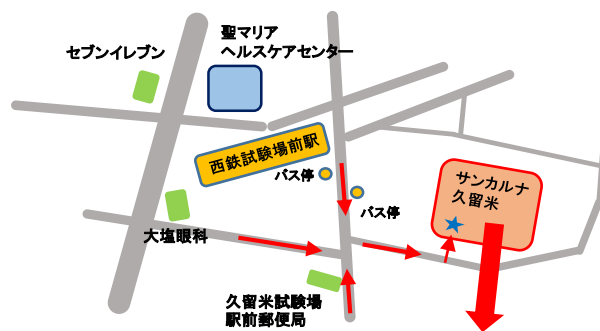 聖マリア
ヘルスケアセンター
セブンイレブン
西鉄試験場前駅
バス停
バス停
サンカルナ
久留米
大塩眼科
久留米試験場
駅前郵便局